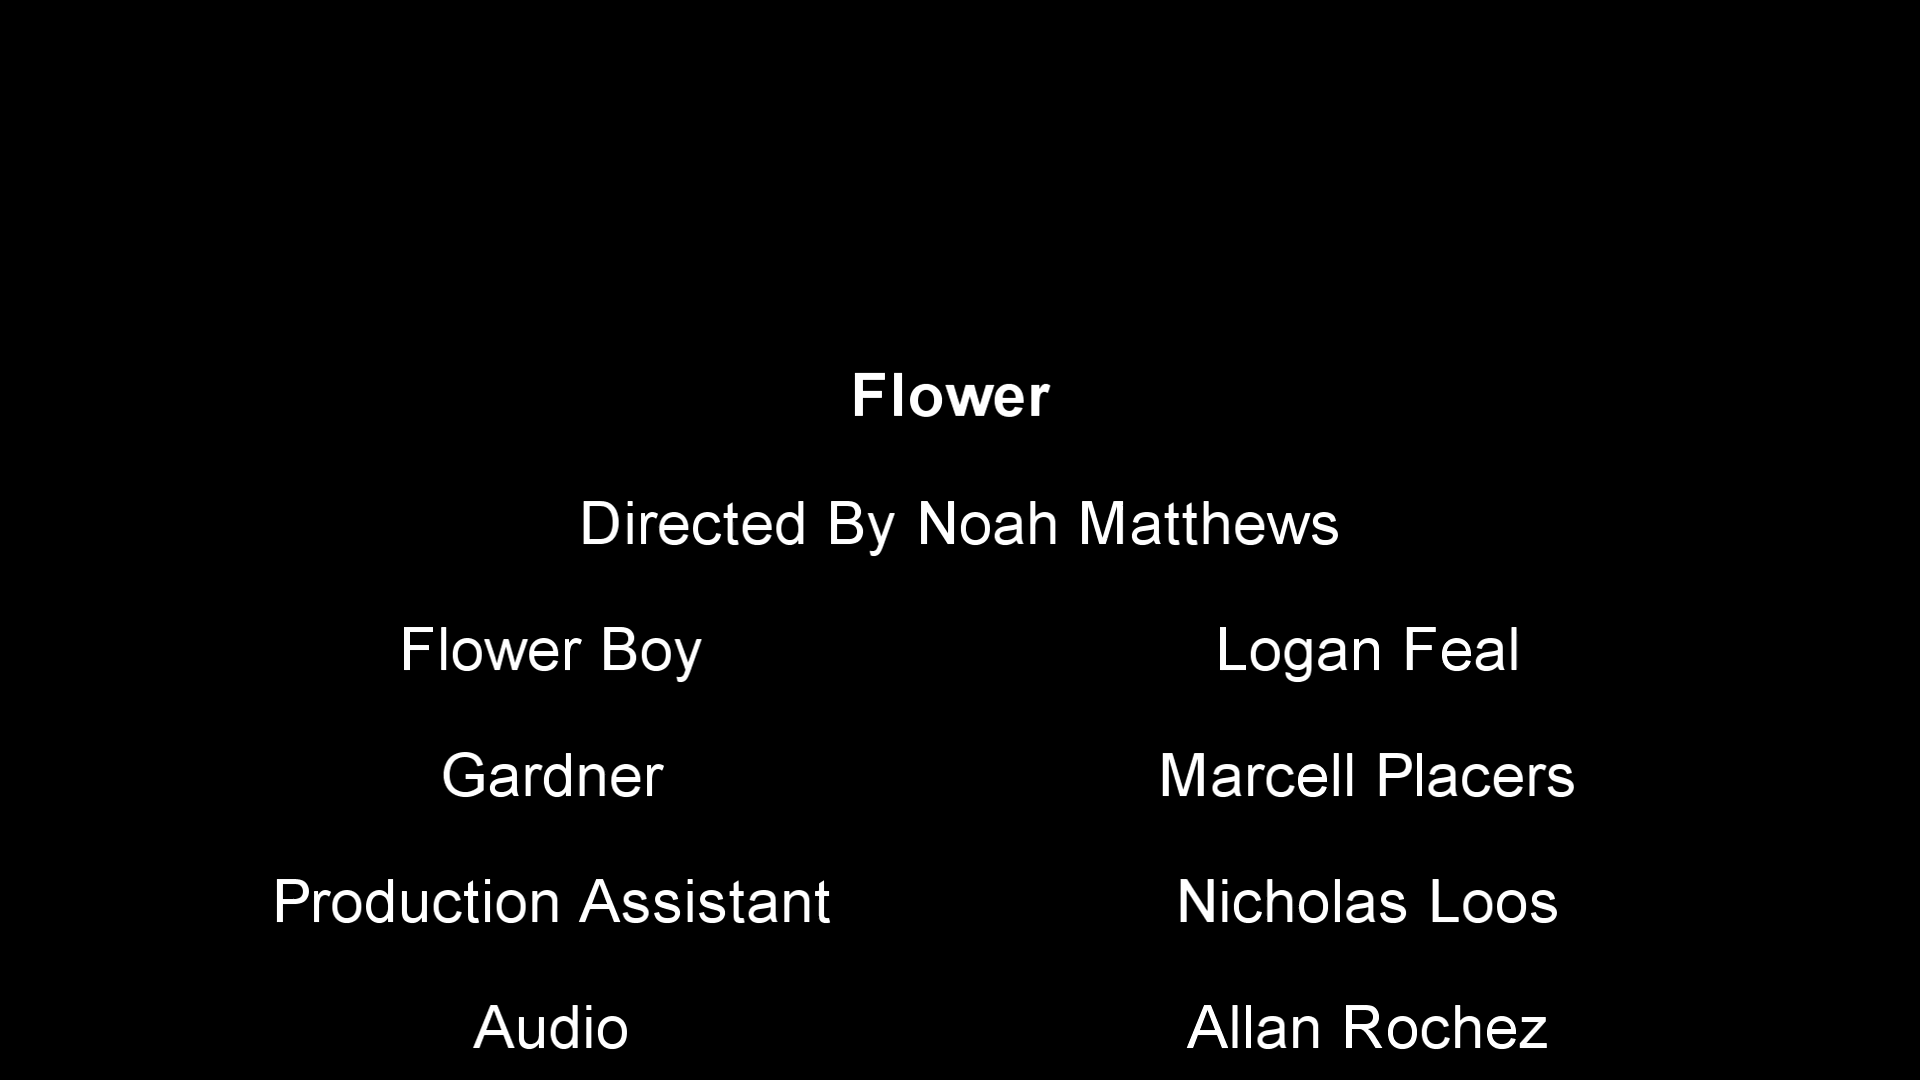 Flower
Directed By Noah Matthews
Flower Boy Logan Feal
Gardner Marcell Placers
Production Assistant Nicholas Loos
Audio Allan Rochez